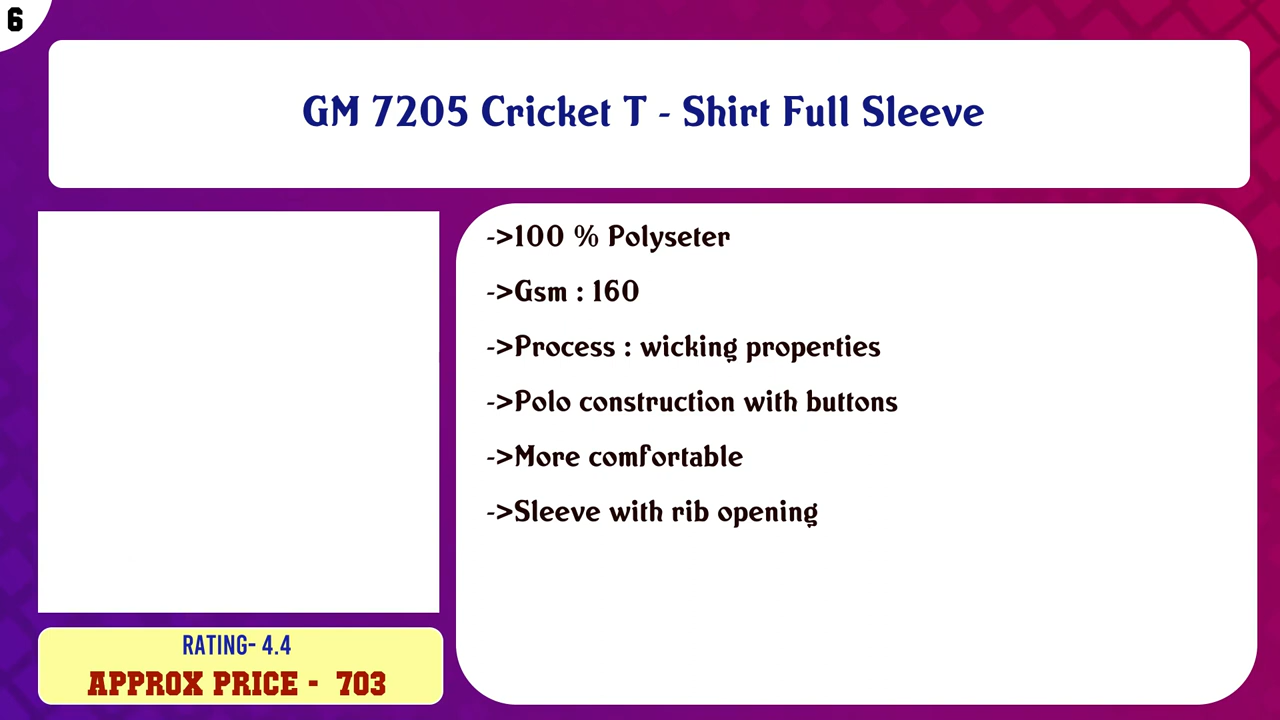 6
GM 7205 Cricket T - Shirt Full Sleeve
->100 % Polyseter
->Gsm : 160
->Process : wicking properties
->Polo construction with buttons
->More comfortable
->Sleeve with rib opening
RATING- 4.4
APPROX PRICE - 703